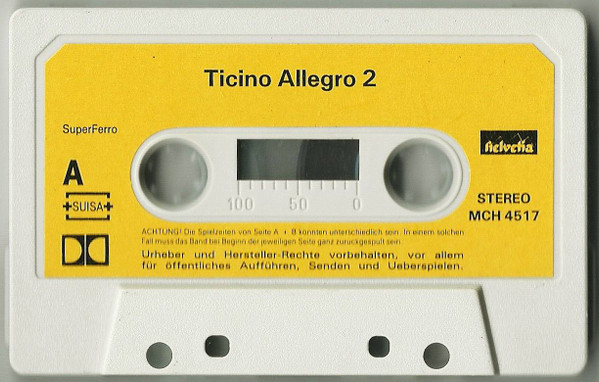 Ticino Allegro 2
SuperFerro
helvetia
A
+SUISA+
STEREO
MCH 4517
100 50 0
ACHTUNG! Die Spielzeiten von Seite A + B könnten unterschiedlich sein. In einem solchen
Fall muss das Band bei Beginn der jeweiligen Seite ganz zurückgespult sein.
Urheber und Hersteller-Rechte vorbehalten, vor allem
für öffentliches Aufführen, Senden und Ueberspielen.